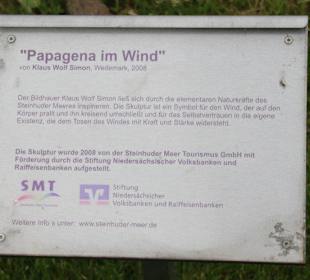 "Papagena im Wind"
von Klaus Wolf Simon, Wedemark, 2008
Der Bildhauer Klaus Wolf Simon ließ sich durch die elementaren Naturkräfte des
Steinhuder Meeres inspirieren. Die Skulptur ist ein Symbol für den Wind, der auf den
Körper prallt und ihn kreisend umschließt und für das Selbstvertrauen in die eigene
Existenz, die dem Tosen des Windes mit Kraft und Stärke widersteht.
Die Skulptur wurde 2008 von der Steinhuder Meer Tourismus GmbH mit
Förderung durch die Stiftung Niedersächsischer Volksbanken und
Raiffeisenbanken aufgestellt.
SMT
Stiftung
Niedersächsicher
Volksbanken und Raiffeisenbanken
Weitere Info's unter: www.steinhuder-meer.de